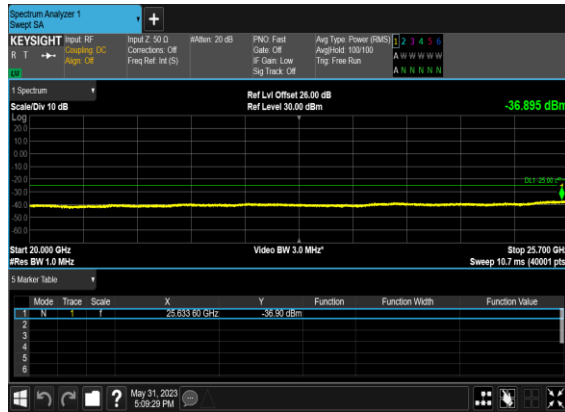 Spectrum Analyzer 1
Swept SA
+
KEYSIGHT Input: RF Input Z: 50 Ω #Atten: 20 dB PNO: Fast Avg Type: Power (RMS) 1 2 3 4 5 6
R T Coupling: DC Corrections: Off Gate: Off Avg|Hold: 100/100 A W W W W W
Align: Off Freq Ref: Int (S) IF Gain: Low Trig: Free Run
LW Sig Track: Off A N N N N N
1 Spectrum
Ref Lvl Offset 26.00 dB
Scale/Div 10 dB Ref Level 30.00 dBm -36.895 dBm
Log
20.0
10.0
0.00
-10.0
-20.0
DL1 -25.00
-30.0
-40.0
-50.0
-60.0
Start 20.000 GHz Video BW 3.0 MHz* Stop 25.700 GH
#Res BW 1.0 MHz Sweep 10.7 ms (40001 pts
5 Marker Table
Mode Trace Scale X Y Function Function Width Function Value
1 N 1 f 25.633 60 GHz -36.90 dBm
2
3
4
5
6
? May 31, 2023
5:09:29 PM